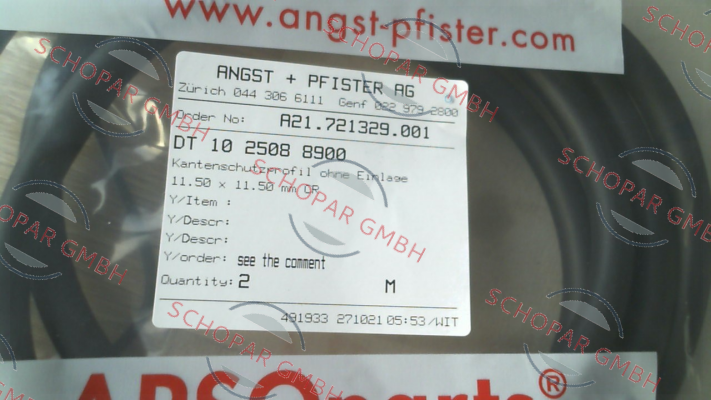 www.angst-pfister.com
ANGST + PFISTER AG
Zürich 044 306 6111 Genf 022 979 2800
Order No: A21.721329.001
DT 10 2508 8900
Kantenschutzprofil ohne Einlage
11.50 x 11.50 mm CR
Y/Item :
Y/Descr:
Y/Descr:
Y/order: see the comment
Quantity: 2 M
491933 271021 05:53 /WIT
APSOparts®
SCHOPAR GMBH
SCHOPAR GMBH
SCHOPAR GMBH
SCHOPAR GMBH
SCHOPAR GMBH
SCHOPAR GMBH
SCHOPAR GMBH